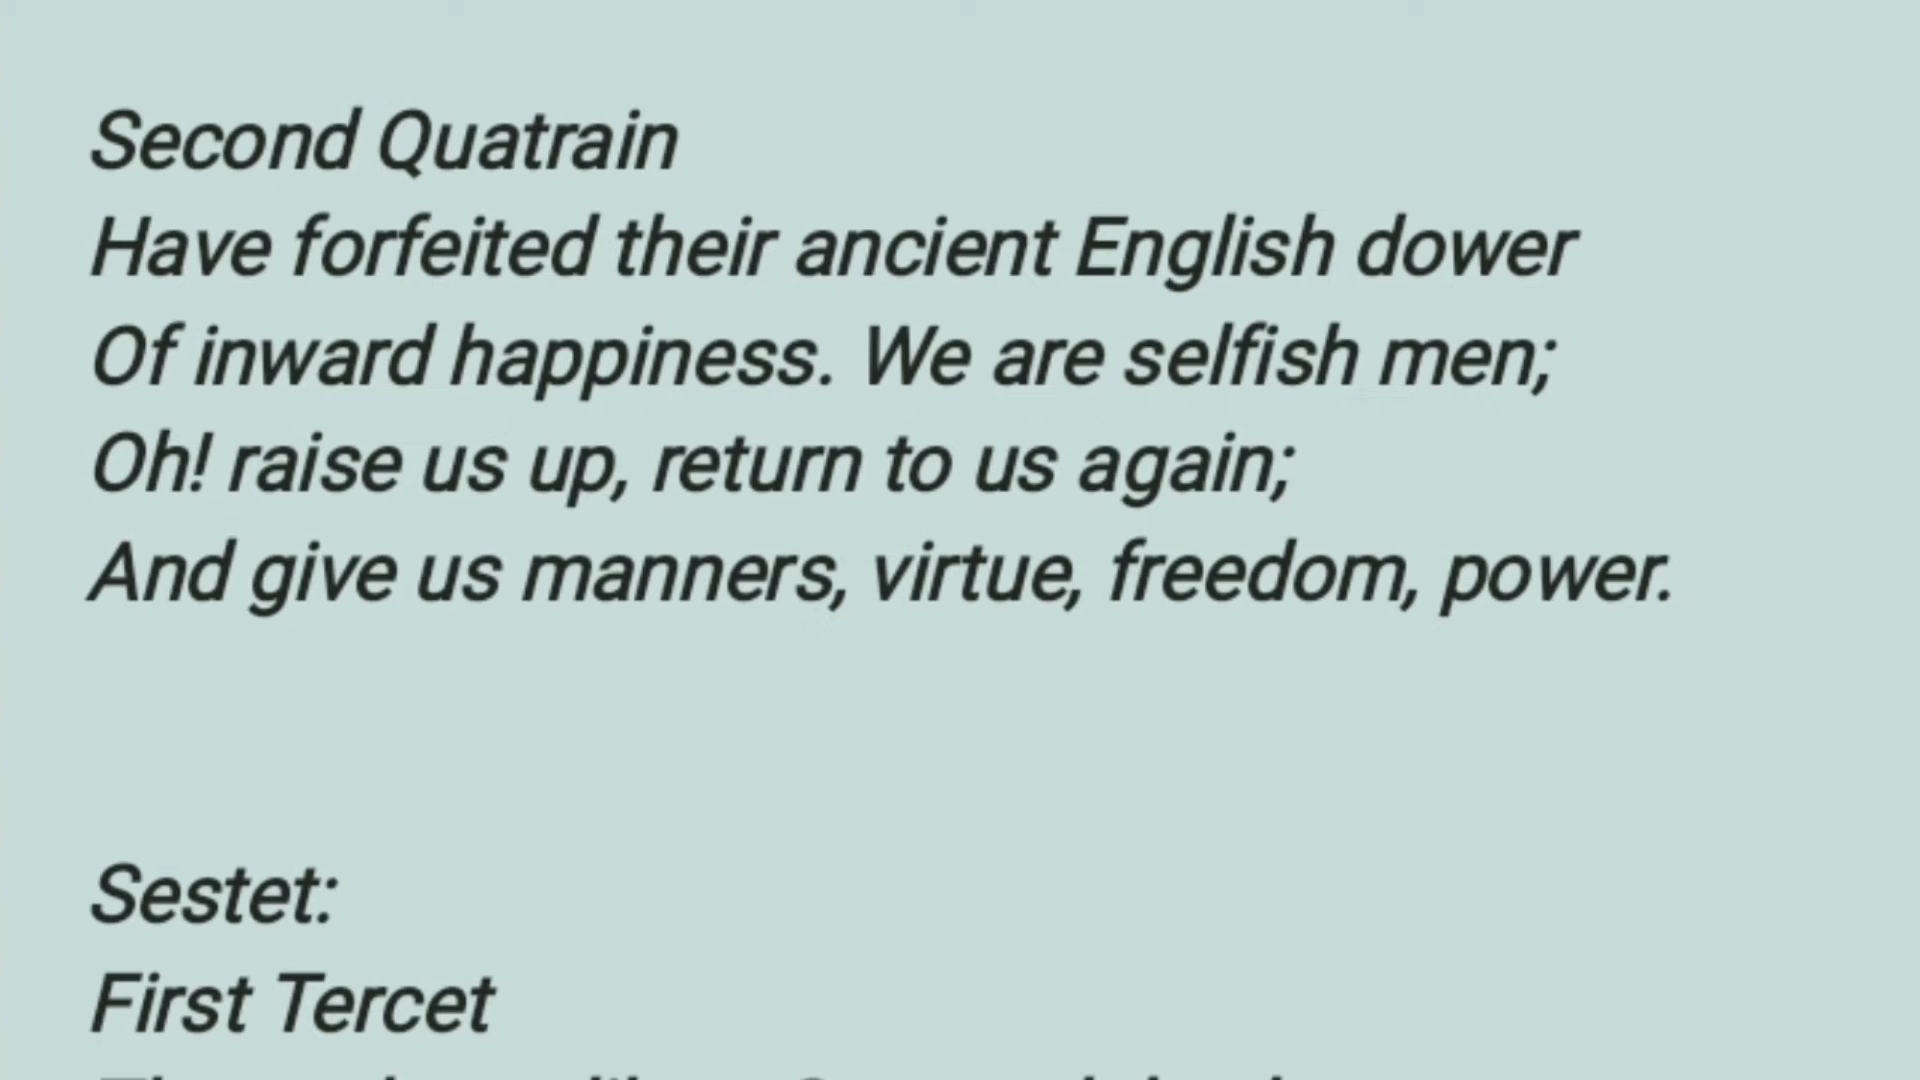 Second Quatrain
Have forfeited their ancient English dower
Of inward happiness. We are selfish men;
Oh! raise us up, return to us again;
And give us manners, virtue, freedom, power.
Sestet:
First Tercet